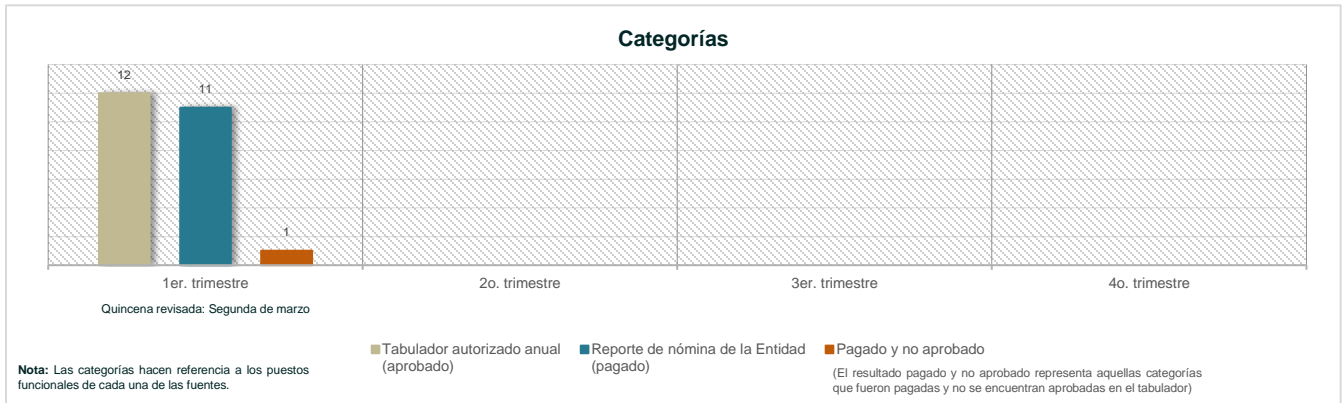 Categorías
12
11
1
1er. trimestre
2o. trimestre
3er. trimestre
4o. trimestre
Quincena revisada: Segunda de marzo
Tabulador autorizado anual
(aprobado)
Reporte de nómina de la Entidad
(pagado)
Pagado y no aprobado
(El resultado pagado y no aprobado representa aquellas categorías
que fueron pagadas y no se encuentran aprobadas en el tabulador)
Nota: Las categorías hacen referencia a los puestos
funcionales de cada una de las fuentes.